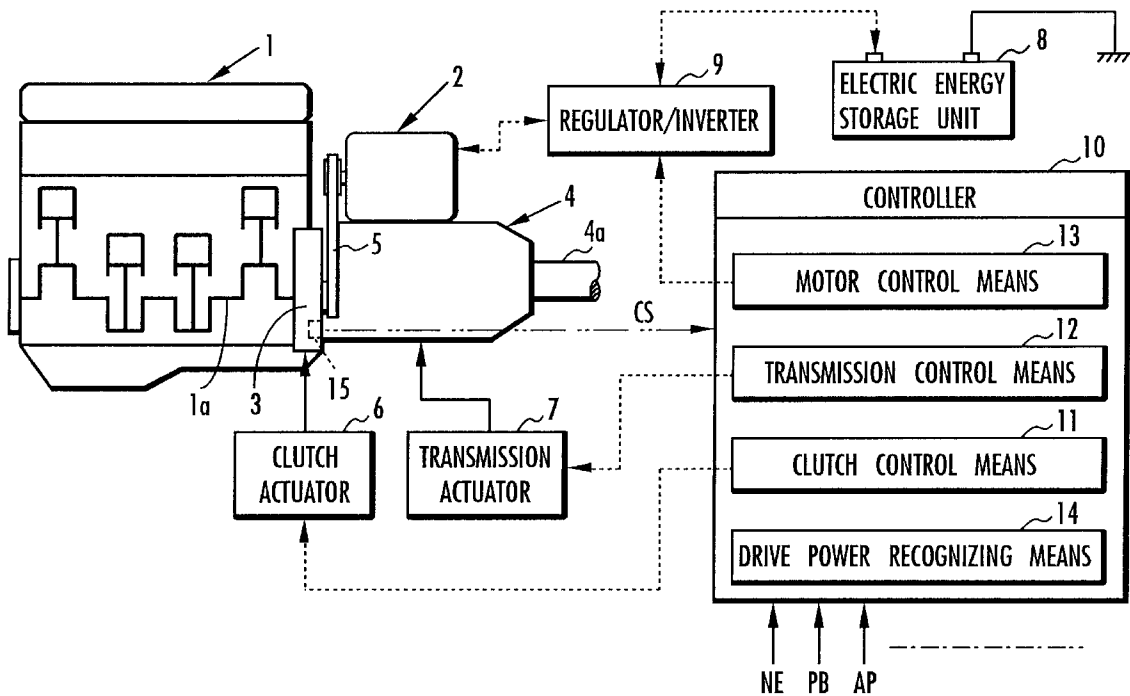 1
2
9
REGULATOR/INVERTER
8
ELECTRIC ENERGY
STORAGE UNIT
10
CONTROLLER
4
4a
5
13
MOTOR CONTROL MEANS
CS
12
TRANSMISSION CONTROL MEANS
1a
3
15
6
CLUTCH
ACTUATOR
7
TRANSMISSION
ACTUATOR
11
CLUTCH CONTROL MEANS
14
DRIVE POWER RECOGNIZING MEANS
NE PB AP